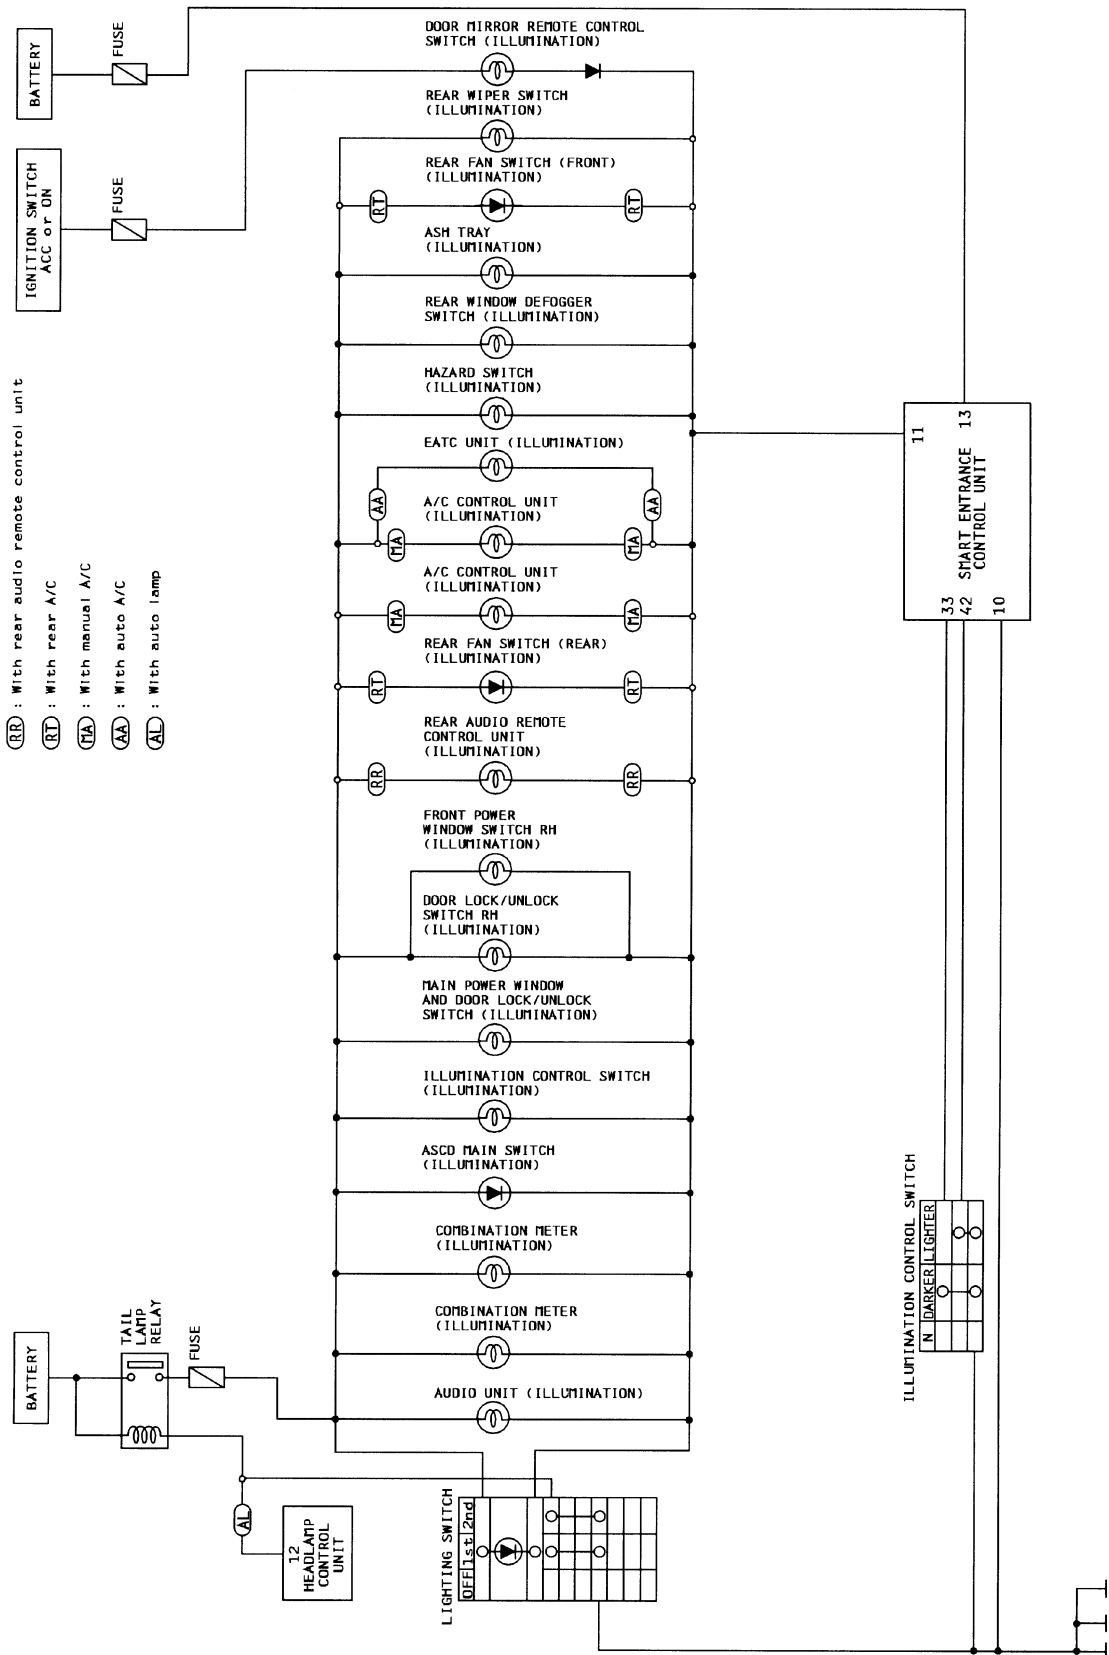 DOOR MIRROR REMOTE CONTROL
SWITCH (ILLUMINATION)
BATTERY
FUSE
REAR WIPER SWITCH
(ILLUMINATION)
REAR FAN SWITCH (FRONT)
(ILLUMINATION)
IGNITION SWITCH
ACC or ON
FUSE
RT
RT
ASH TRAY
(ILLUMINATION)
REAR WINDOW DEFOGGER
SWITCH (ILLUMINATION)
HAZARD SWITCH
(ILLUMINATION)
EATC UNIT (ILLUMINATION)
AA
AA
A/C CONTROL UNIT
(ILLUMINATION)
MA
MA
A/C CONTROL UNIT
(ILLUMINATION)
MA
MA
REAR FAN SWITCH (REAR)
(ILLUMINATION)
RT
RT
REAR AUDIO REMOTE
CONTROL UNIT
(ILLUMINATION)
RR
RR
FRONT POWER
WINDOW SWITCH RH
(ILLUMINATION)
DOOR LOCK/UNLOCK
SWITCH RH
(ILLUMINATION)
MAIN POWER WINDOW
AND DOOR LOCK/UNLOCK
SWITCH (ILLUMINATION)
ILLUMINATION CONTROL SWITCH
(ILLUMINATION)
ASCD MAIN SWITCH
(ILLUMINATION)
COMBINATION METER
(ILLUMINATION)
COMBINATION METER
(ILLUMINATION)
AUDIO UNIT (ILLUMINATION)
RR : With rear audio remote control unit
RT : With rear A/C
MA : With manual A/C
AA : With auto A/C
AL : With auto lamp
11
13
SMART ENTRANCE
CONTROL UNIT
33
42
10
ILLUMINATION CONTROL SWITCH
N DARKER LIGHTER
BATTERY
TAIL
LAMP
RELAY
FUSE
AL
12
HEADLAMP
CONTROL
UNIT
LIGHTING SWITCH
OFF 1st 2nd